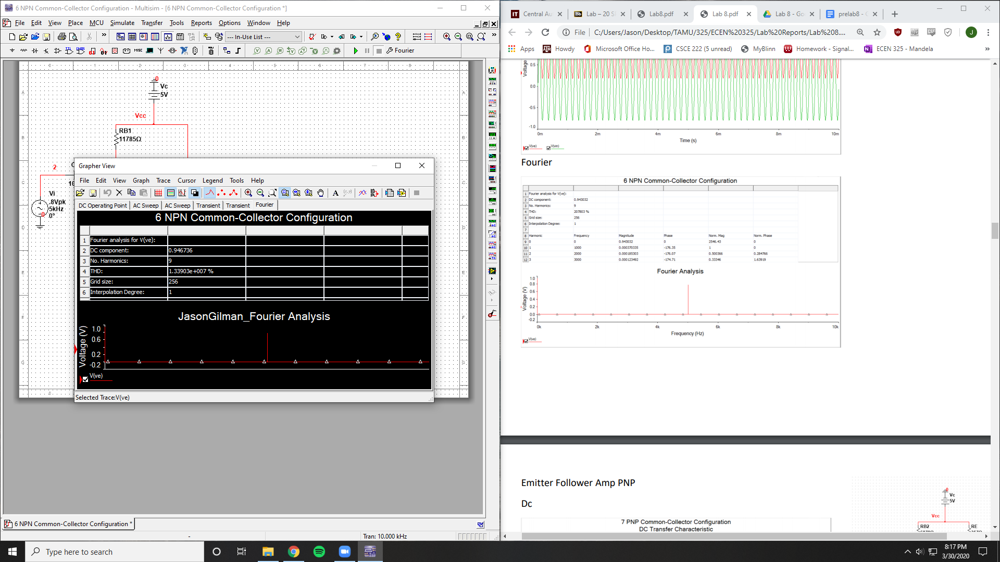 6 NPN Common-Collector Configuration - Multisim - [6 NPN Common-Collector Configuration *]
File Edit View Place MCU Simulate Transfer Tools Reports Options Window Help
--- In-Use List ---
MISC
Fourier
0
Vc
5V
Vcc
RB1
11785Ω
2
C
10
Vi
.8Vpk
5kHz
0°
0
Grapher View
File Edit View Graph Trace Cursor Legend Tools Help
DC Operating Point AC Sweep AC Sweep Transient Transient Fourier
6 NPN Common-Collector Configuration
1 Fourier analysis for V(ve):
2 DC component: 0.946736
3 No. Harmonics: 9
4 THD: 1.33903e+007 %
5 Grid size: 256
6 Interpolation Degree: 1
JasonGilman_Fourier Analysis
Voltage (V)
1.0
0.6
0.2
-0.2
V(ve)
Selected Trace:V(ve)
6 NPN Common-Collector Configuration *
-
Tran: 10.000 kHz
Central Au
Lab – 20 S
Lab8.pdf
Lab 8.pdf
Lab 8 - Go
prelab8 - G
File C:/Users/Jason/Desktop/TAMU/325/ECEN%20325/Lab%20Reports/Lab%208....
J
Apps Howdy Microsoft Office Ho... CSCE 222 (5 unread) MyBlinn Homework - Signal... ECEN 325 - Mandela
Voltage
0.5
0.0
-0.5
-1.0
0m 2m 4m 6m 8m 10m
Time (s)
V(ve) V(vin)
Fourier
6 NPN Common-Collector Configuration
1 Fourier analysis for V(ve):
2 DC component: 0.943032
3 No. Harmonics: 9
4 THD: 207803 %
5 Grid size: 256
6 Interpolation Degree: 1
7
8 Harmonic Frequency Magnitude Phase Norm. Mag Norm. Phase
9 0 0 0.943032 0 2546.43 0
10 1 1000 0.000370335 -176.35 1 0
11 2 2000 0.000185303 -176.07 0.500366 0.284766
12 3 3000 0.000123492 -174.71 0.33346 1.63919
Fourier Analysis
Voltage (V)
1.0
0.8
0.6
0.4
0.2
0.0
-0.2
0k 2k 4k 6k 8k 10k
Frequency (Hz)
V(ve)
Emitter Follower Amp PNP
Dc
7 PNP Common-Collector Configuration
DC Transfer Characteristic
0
Vc
5V
Vcc
RB2
RE
Type here to search
8:17 PM
3/30/2020